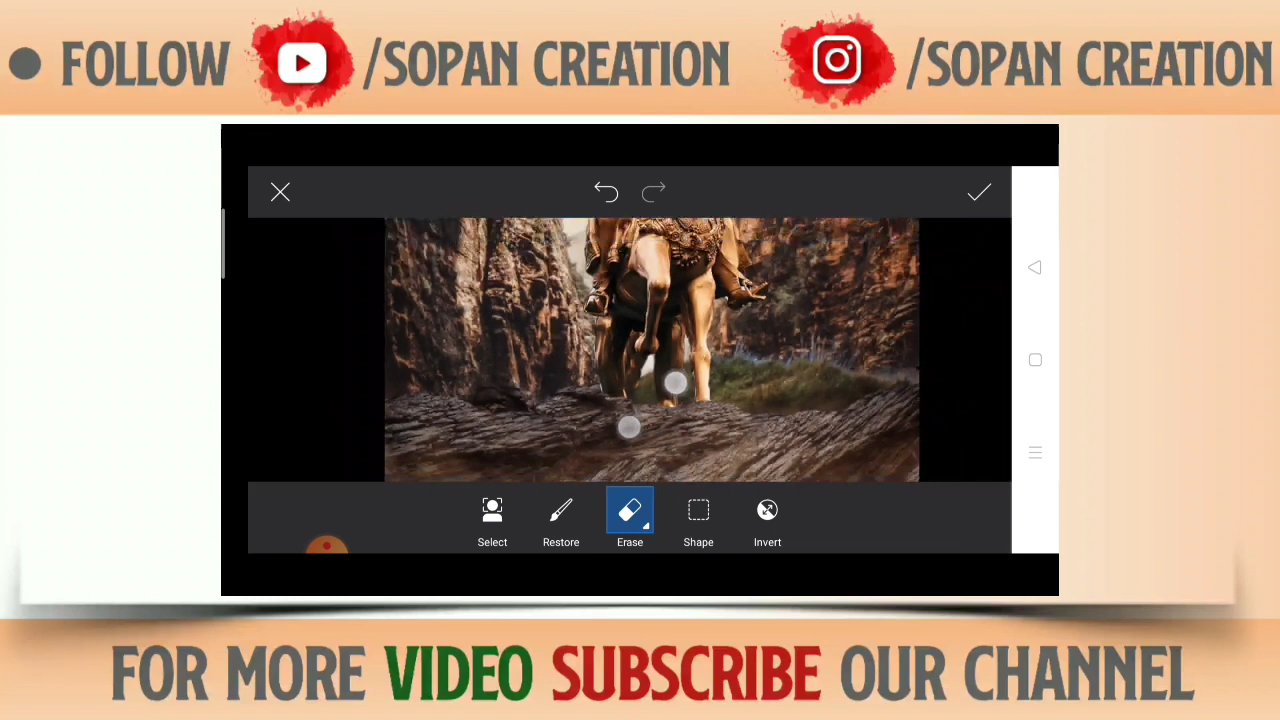 FOLLOW /SOPAN CREATION /SOPAN CREATION
Select Restore Erase Shape Invert
FOR MORE VIDEO SUBSCRIBE OUR CHANNEL